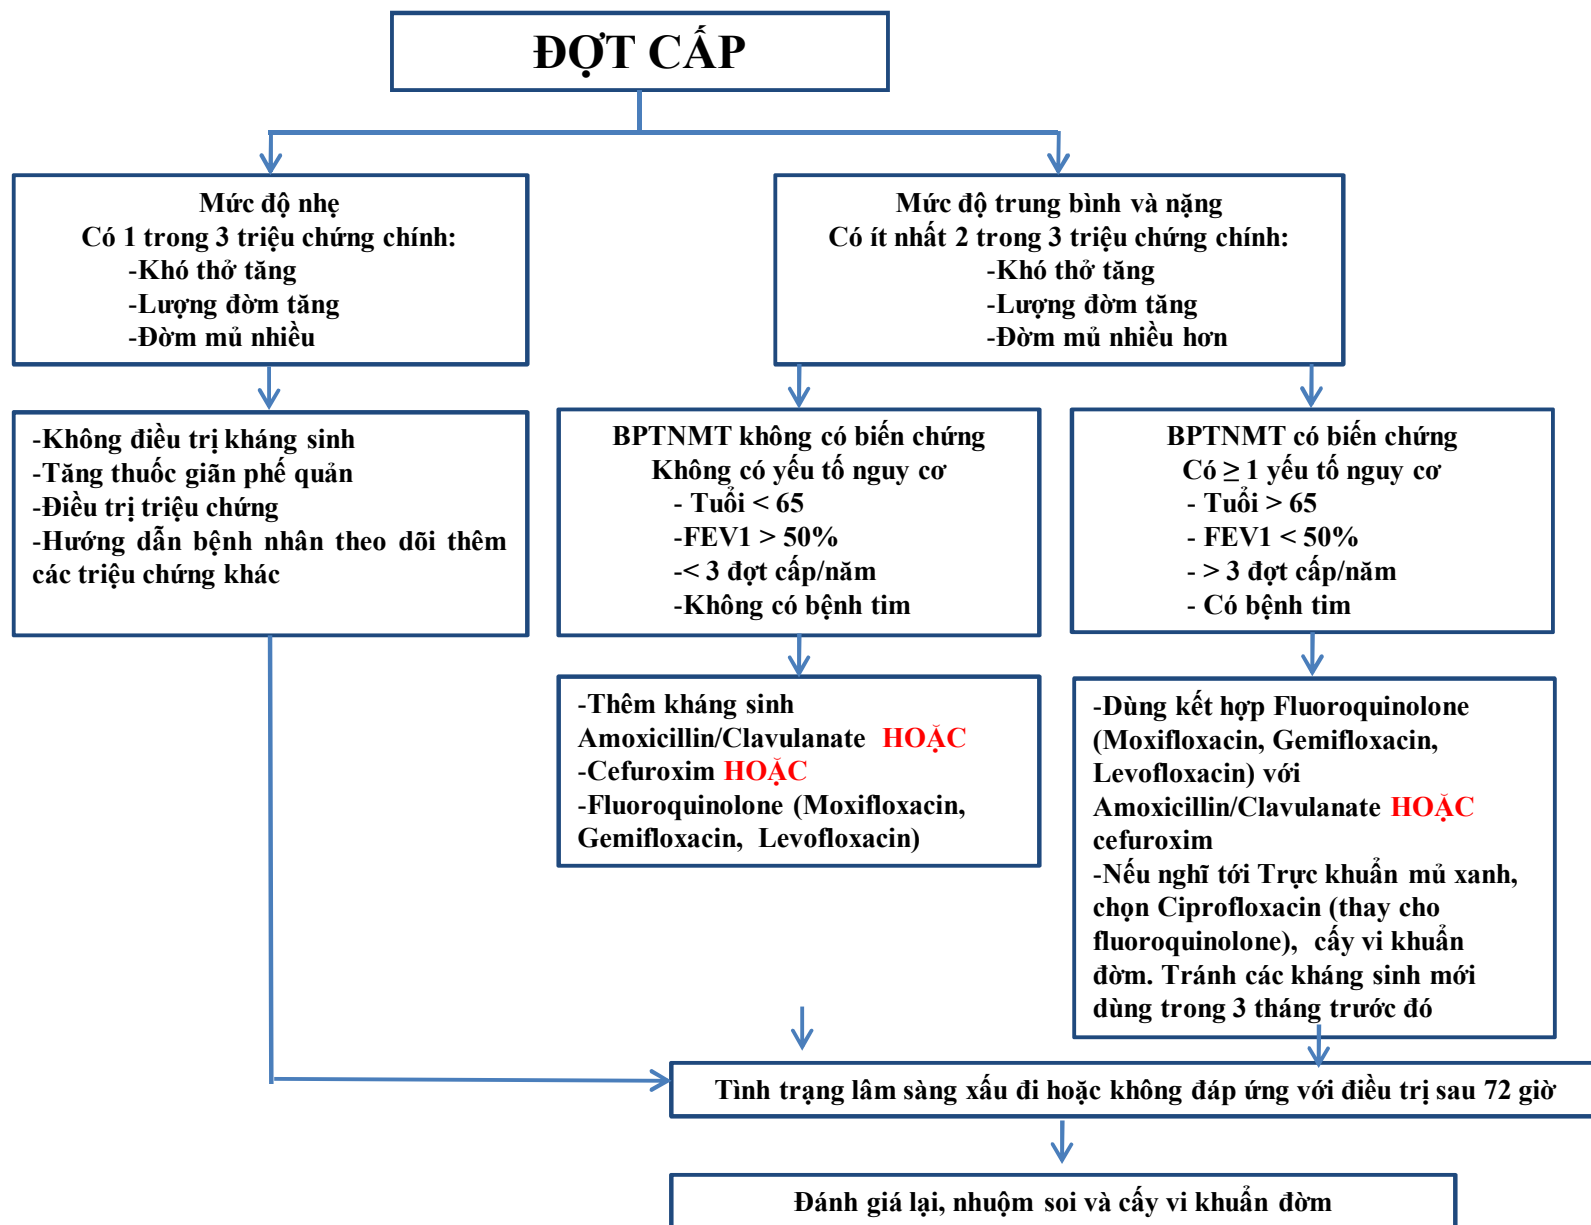 ĐỢT CẤP
Mức độ nhẹ
Có 1 trong 3 triệu chứng chính:
-Khó thở tăng
-Lượng đờm tăng
-Đờm mủ nhiều
Mức độ trung bình và nặng
Có ít nhất 2 trong 3 triệu chứng chính:
-Khó thở tăng
-Lượng đờm tăng
-Đờm mủ nhiều hơn
-Không điều trị kháng sinh
-Tăng thuốc giãn phế quản
-Điều trị triệu chứng
-Hướng dẫn bệnh nhân theo dõi thêm
các triệu chứng khác
BPTNMT không có biến chứng
Không có yếu tố nguy cơ
- Tuổi < 65
-FEV1 > 50%
-< 3 đợt cấp/năm
-Không có bệnh tim
BPTNMT có biến chứng
Có ≥ 1 yếu tố nguy cơ
- Tuổi > 65
- FEV1 < 50%
- > 3 đợt cấp/năm
- Có bệnh tim
-Thêm kháng sinh
Amoxicillin/Clavulanate HOẶC
-Cefuroxim HOẶC
-Fluoroquinolone (Moxifloxacin,
Gemifloxacin, Levofloxacin)
-Dùng kết hợp Fluoroquinolone
(Moxifloxacin, Gemifloxacin,
Levofloxacin) với
Amoxicillin/Clavulanate HOẶC
cefuroxim
-Nếu nghĩ tới Trực khuẩn mủ xanh,
chọn Ciprofloxacin (thay cho
fluoroquinolone), cấy vi khuẩn
đờm. Tránh các kháng sinh mới
dùng trong 3 tháng trước đó
Tình trạng lâm sàng xấu đi hoặc không đáp ứng với điều trị sau 72 giờ
Đánh giá lại, nhuộm soi và cấy vi khuẩn đờm